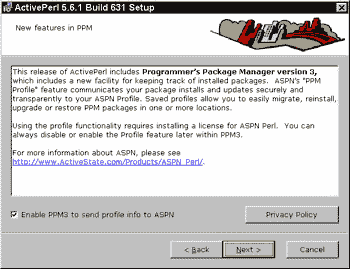 ActivePerl 5.6.1 Build 631 Setup
New features in PPM
This release of ActivePerl includes Programmer's Package Manager version 3,
which includes a new facility for keeping track of installed packages. ASPN's "PPM
Profile" feature communicates your package installs and updates securely and
transparently to your ASPN Profile. Saved profiles allow you to easily migrate, reinstall,
upgrade or restore PPM packages in one or more locations.
Using the profile functionality requires installing a license for ASPN Perl. You can
always disable or enable the Profile feature later within PPM3.
For more information about ASPN, please see
http://www.ActiveState.com/Products/ASPN_Perl/.
Enable PPM3 to send profile info to ASPN
Privacy Policy
< Back
Next >
Cancel